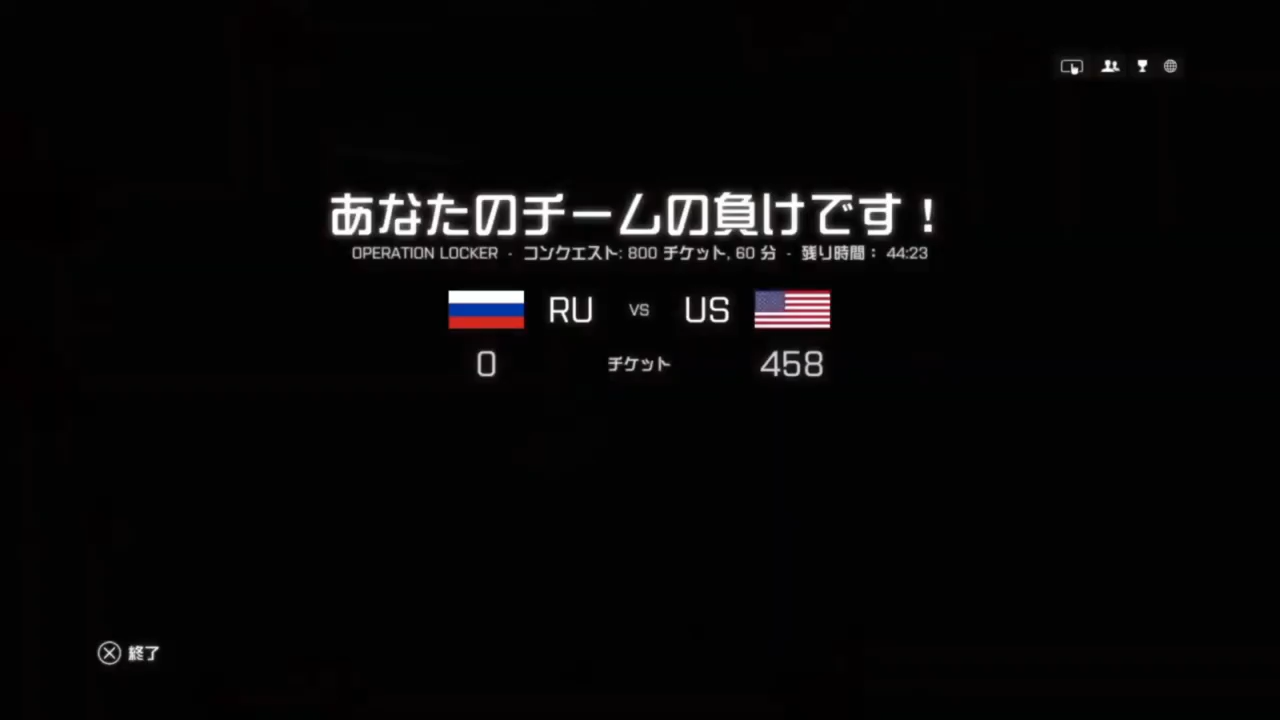 あなたのチームの負けです！
OPERATION LOCKER - コンクエスト: 800 チケット, 60 分 - 残り時間： 44:23
RU VS US
0 チケット 458
終了